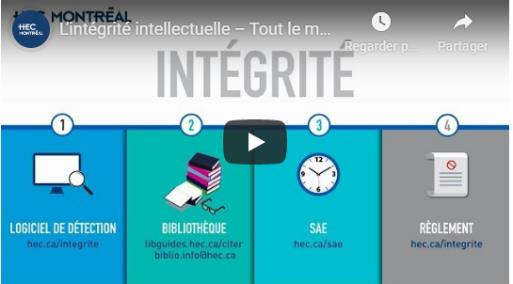 HEC MONTRÉAL
HEC
MONTRÉAL
L'intégrité intellectuelle – Tout le m...
Regarder p...
Partager
INTÉGRITÉ
1
2
3
4
LOGICIEL DE DÉTECTION
hec.ca/integrite
BIBLIOTHÈQUE
libguides.hec.ca/citer
biblio.info@hec.ca
SAE
hec.ca/sae
RÈGLEMENT
hec.ca/integrite